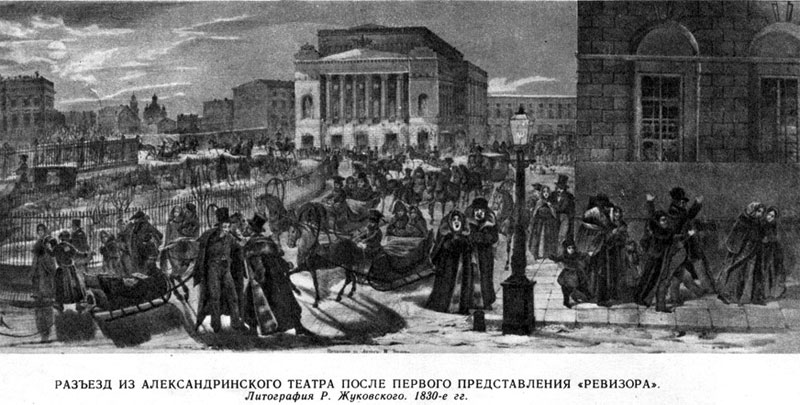 РАЗЪЕЗД ИЗ АЛЕКСАНДРИНСКОГО ТЕАТРА ПОСЛЕ ПЕРВОГО ПРЕДСТАВЛЕНИЯ «РЕВИЗОРА».
Литография Р. Жуковского. 1830-е гг.